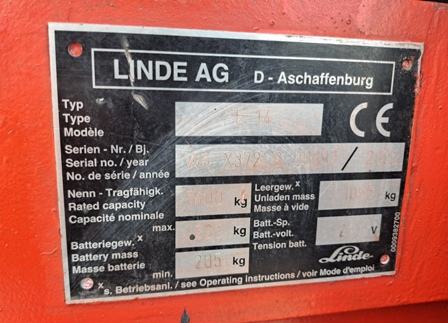 LINDE AG D - Aschaffenburg
Typ
Type
Modèle
CE
Serien - Nr. / Bj.
Serial no. / year
No. de série / année
/
Nenn - Tragfähigk.
Rated capacity
Capacité nominale
kg
Leergew. x
Unladen mass
Masse à vide
kg
Batteriegew. x
Battery mass
Masse batterie
max.
kg
min.
205 kg
Batt.-Sp.
Batt.-volt.
Tension batt.
V
Linde
0009382700
x
s. Betriebsanl. / see Operating instructions / voir Mode d'emploi